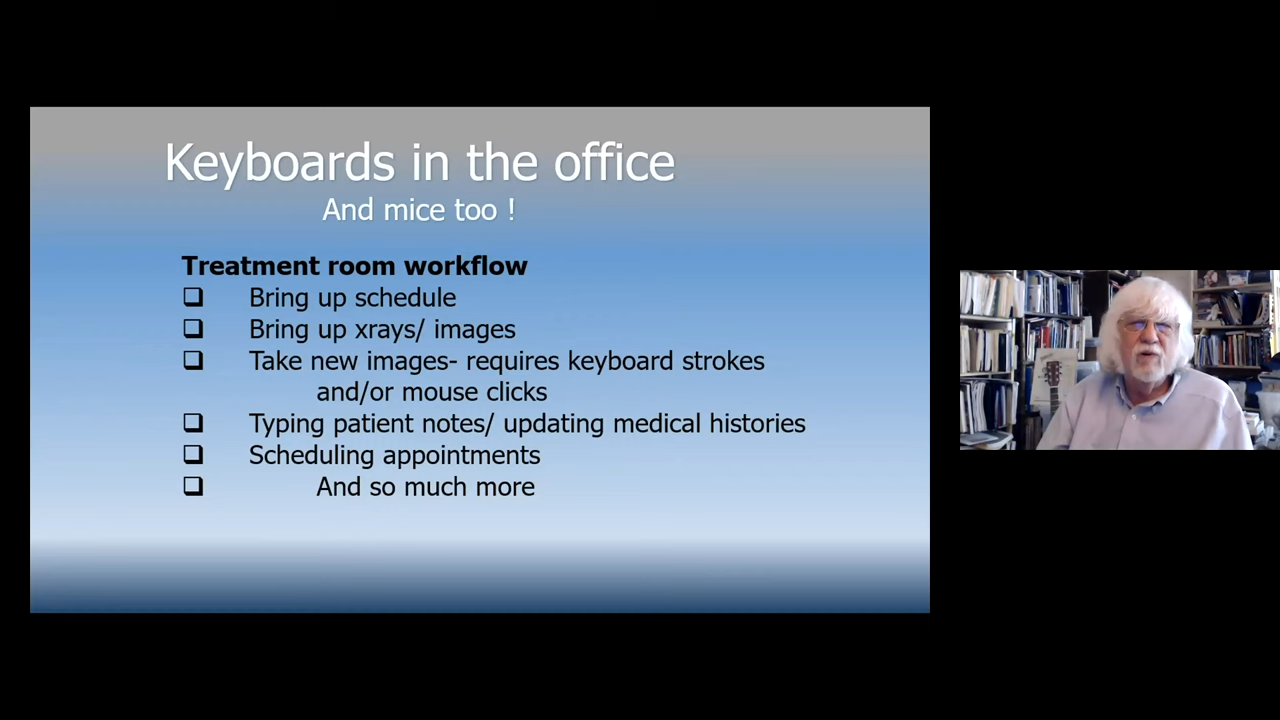 Keyboards in the office
And mice too !
Treatment room workflow
❑ Bring up schedule
❑ Bring up xrays/ images
❑ Take new images- requires keyboard strokes
and/or mouse clicks
❑ Typing patient notes/ updating medical histories
❑ Scheduling appointments
❑ And so much more